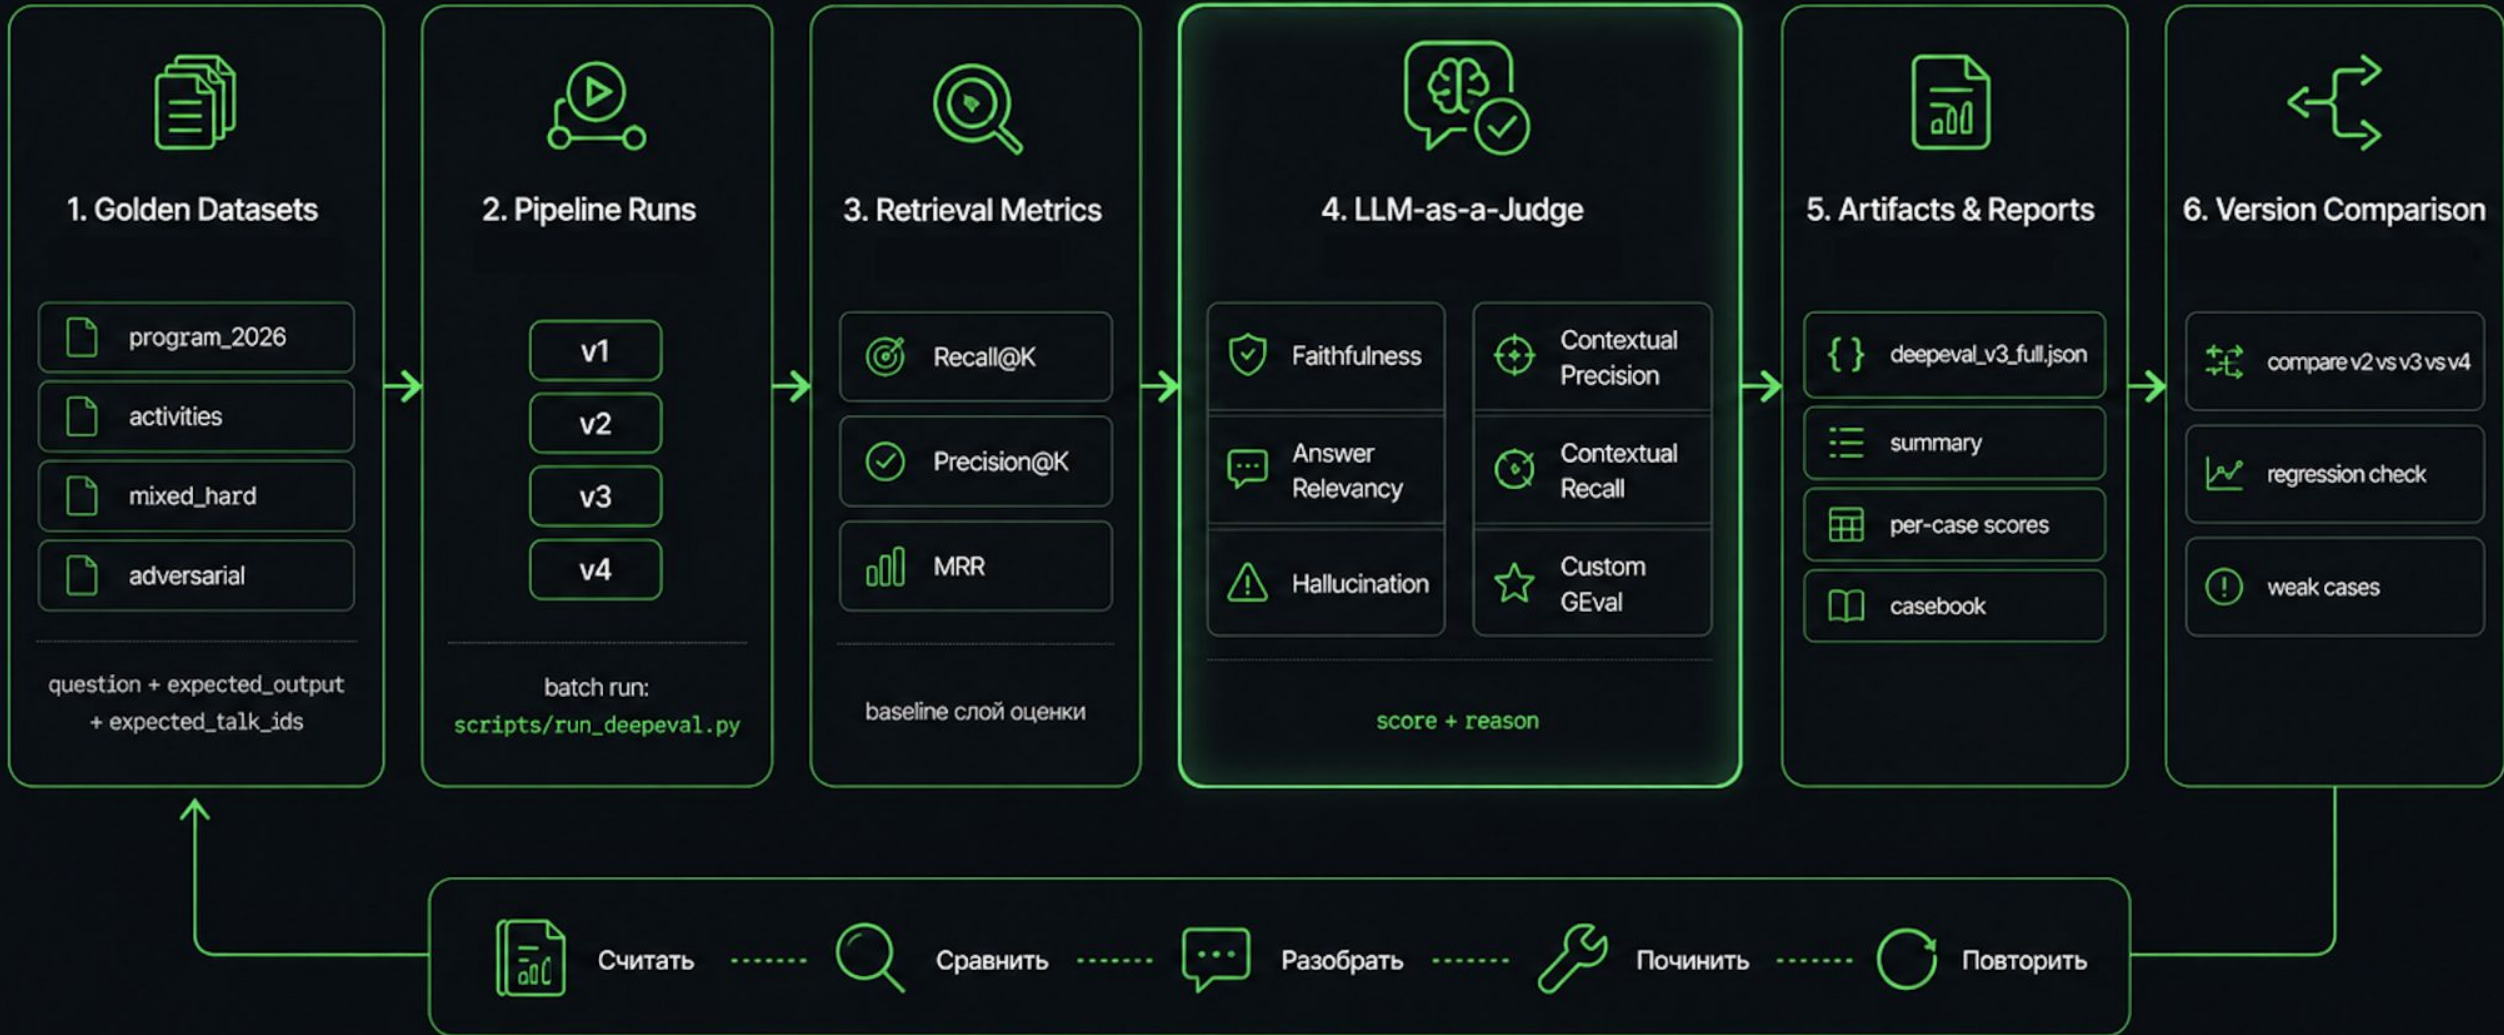 1. Golden Datasets
program_2026
activities
mixed_hard
adversarial
question + expected_output
+ expected_talk_ids
2. Pipeline Runs
v1
v2
v3
v4
batch run:
scripts/run_deepeval.py
3. Retrieval Metrics
Recall@K
Precision@K
MRR
baseline слой оценки
4. LLM-as-a-Judge
Faithfulness
Answer
Relevancy
Hallucination
Contextual
Precision
Contextual
Recall
Custom
GEval
score + reason
5. Artifacts & Reports
deepeval_v3_full.json
summary
per-case scores
casebook
6. Version Comparison
compare v2 vs v3 vs v4
regression check
weak cases
Считать
Сравнить
Разобрать
Починить
Повторить